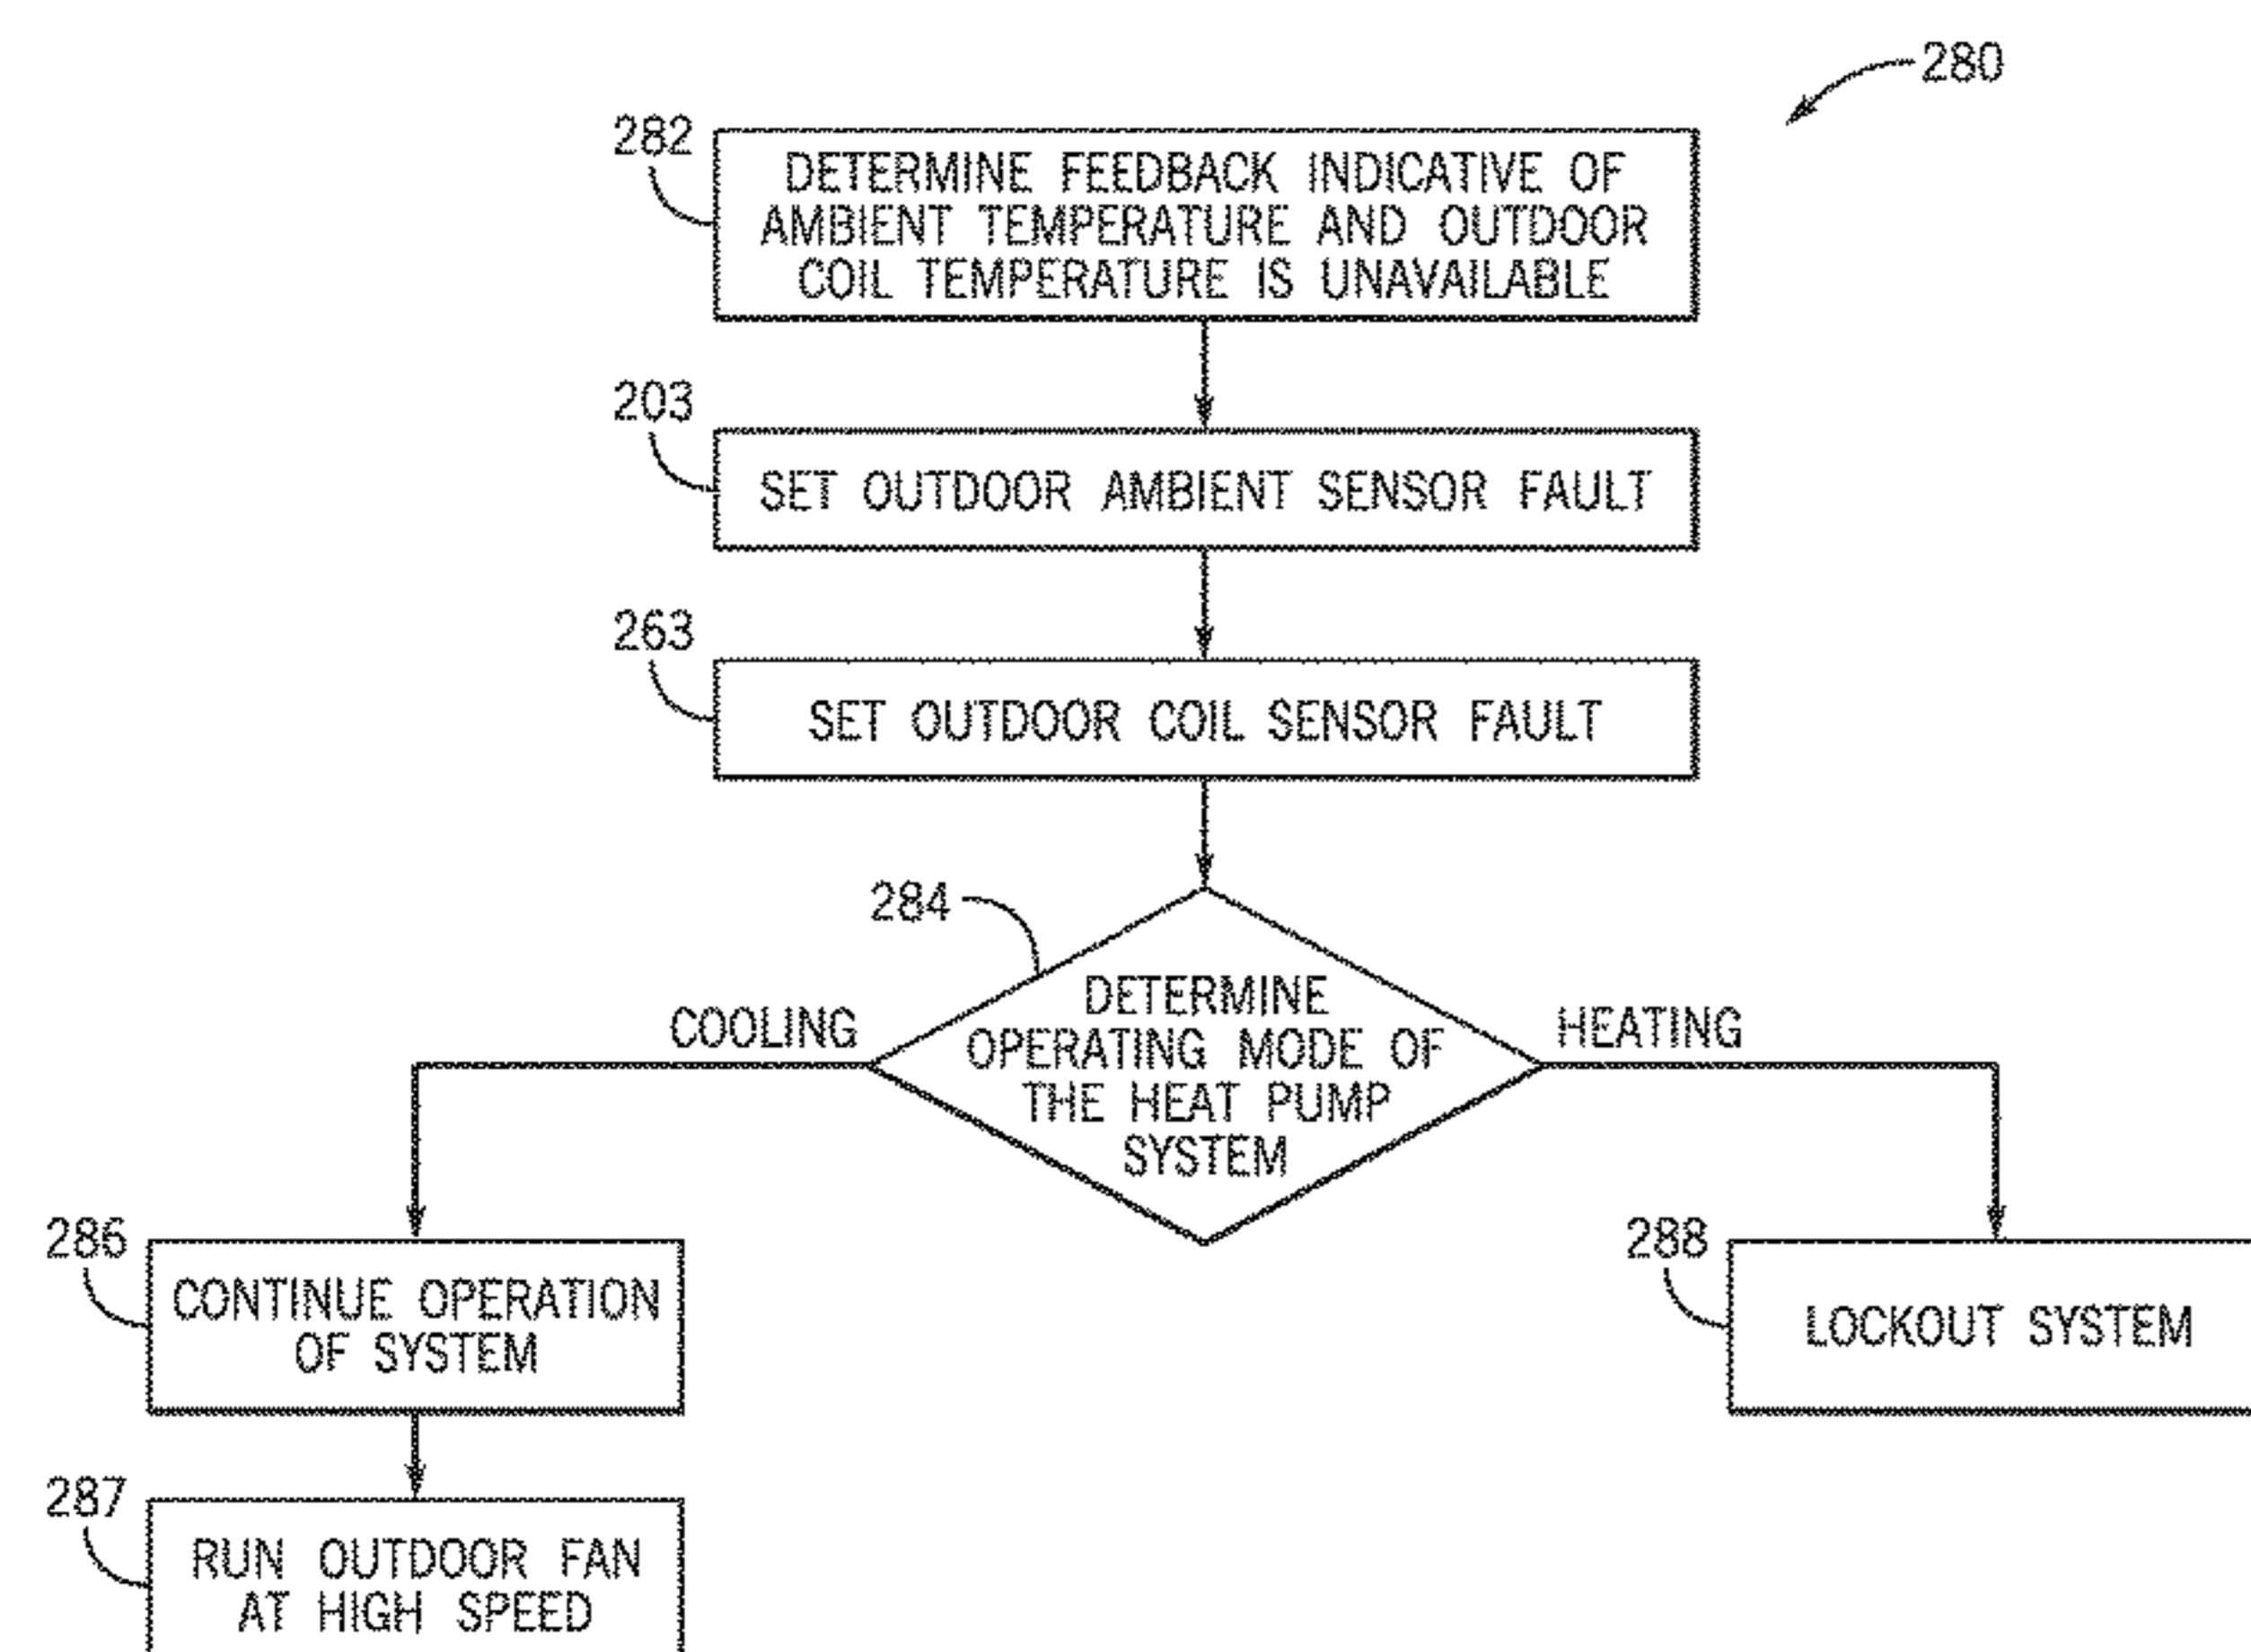 280
282
DETERMINE FEEDBACK INDICATIVE OF
AMBIENT TEMPERATURE AND OUTDOOR
COIL TEMPERATURE IS UNAVAILABLE
203
SET OUTDOOR AMBIENT SENSOR FAULT
263
SET OUTDOOR COIL SENSOR FAULT
284
DETERMINE
OPERATING MODE OF
THE HEAT PUMP
SYSTEM
COOLING
HEATING
286
CONTINUE OPERATION
OF SYSTEM
288
LOCKOUT SYSTEM
287
RUN OUTDOOR FAN
AT HIGH SPEED